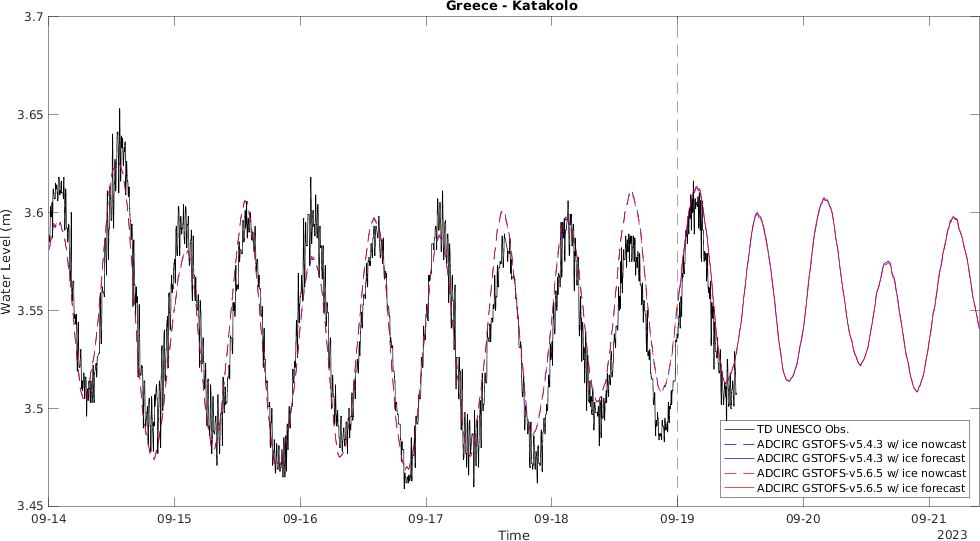 Greece - Katakolo
3.7
3.65
3.6
3.55
3.5
3.45
Water Level (m)
TD UNESCO Obs.
ADCIRC GSTOFS-v5.4.3 w/ ice nowcast
ADCIRC GSTOFS-v5.4.3 w/ ice forecast
ADCIRC GSTOFS-v5.6.5 w/ ice nowcast
ADCIRC GSTOFS-v5.6.5 w/ ice forecast
09-14 09-15 09-16 09-17 09-18 09-19 09-20 09-21
Time
2023